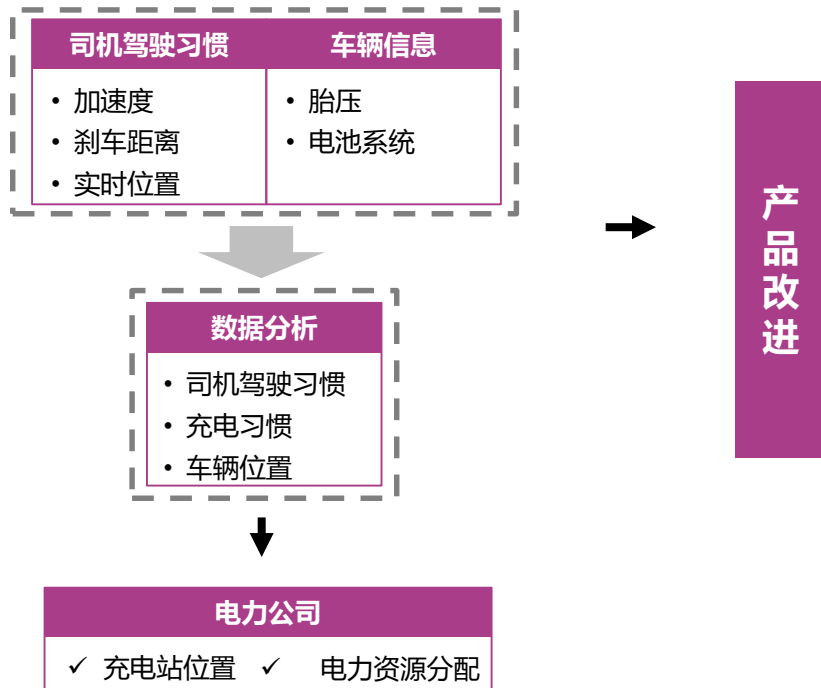 司机驾驶习惯 车辆信息
• 加速度
• 刹车距离
• 实时位置
• 胎压
• 电池系统
产品改进
数据分析
• 司机驾驶习惯
• 充电习惯
• 车辆位置
电力公司
✓ 充电站位置 ✓ 电力资源分配